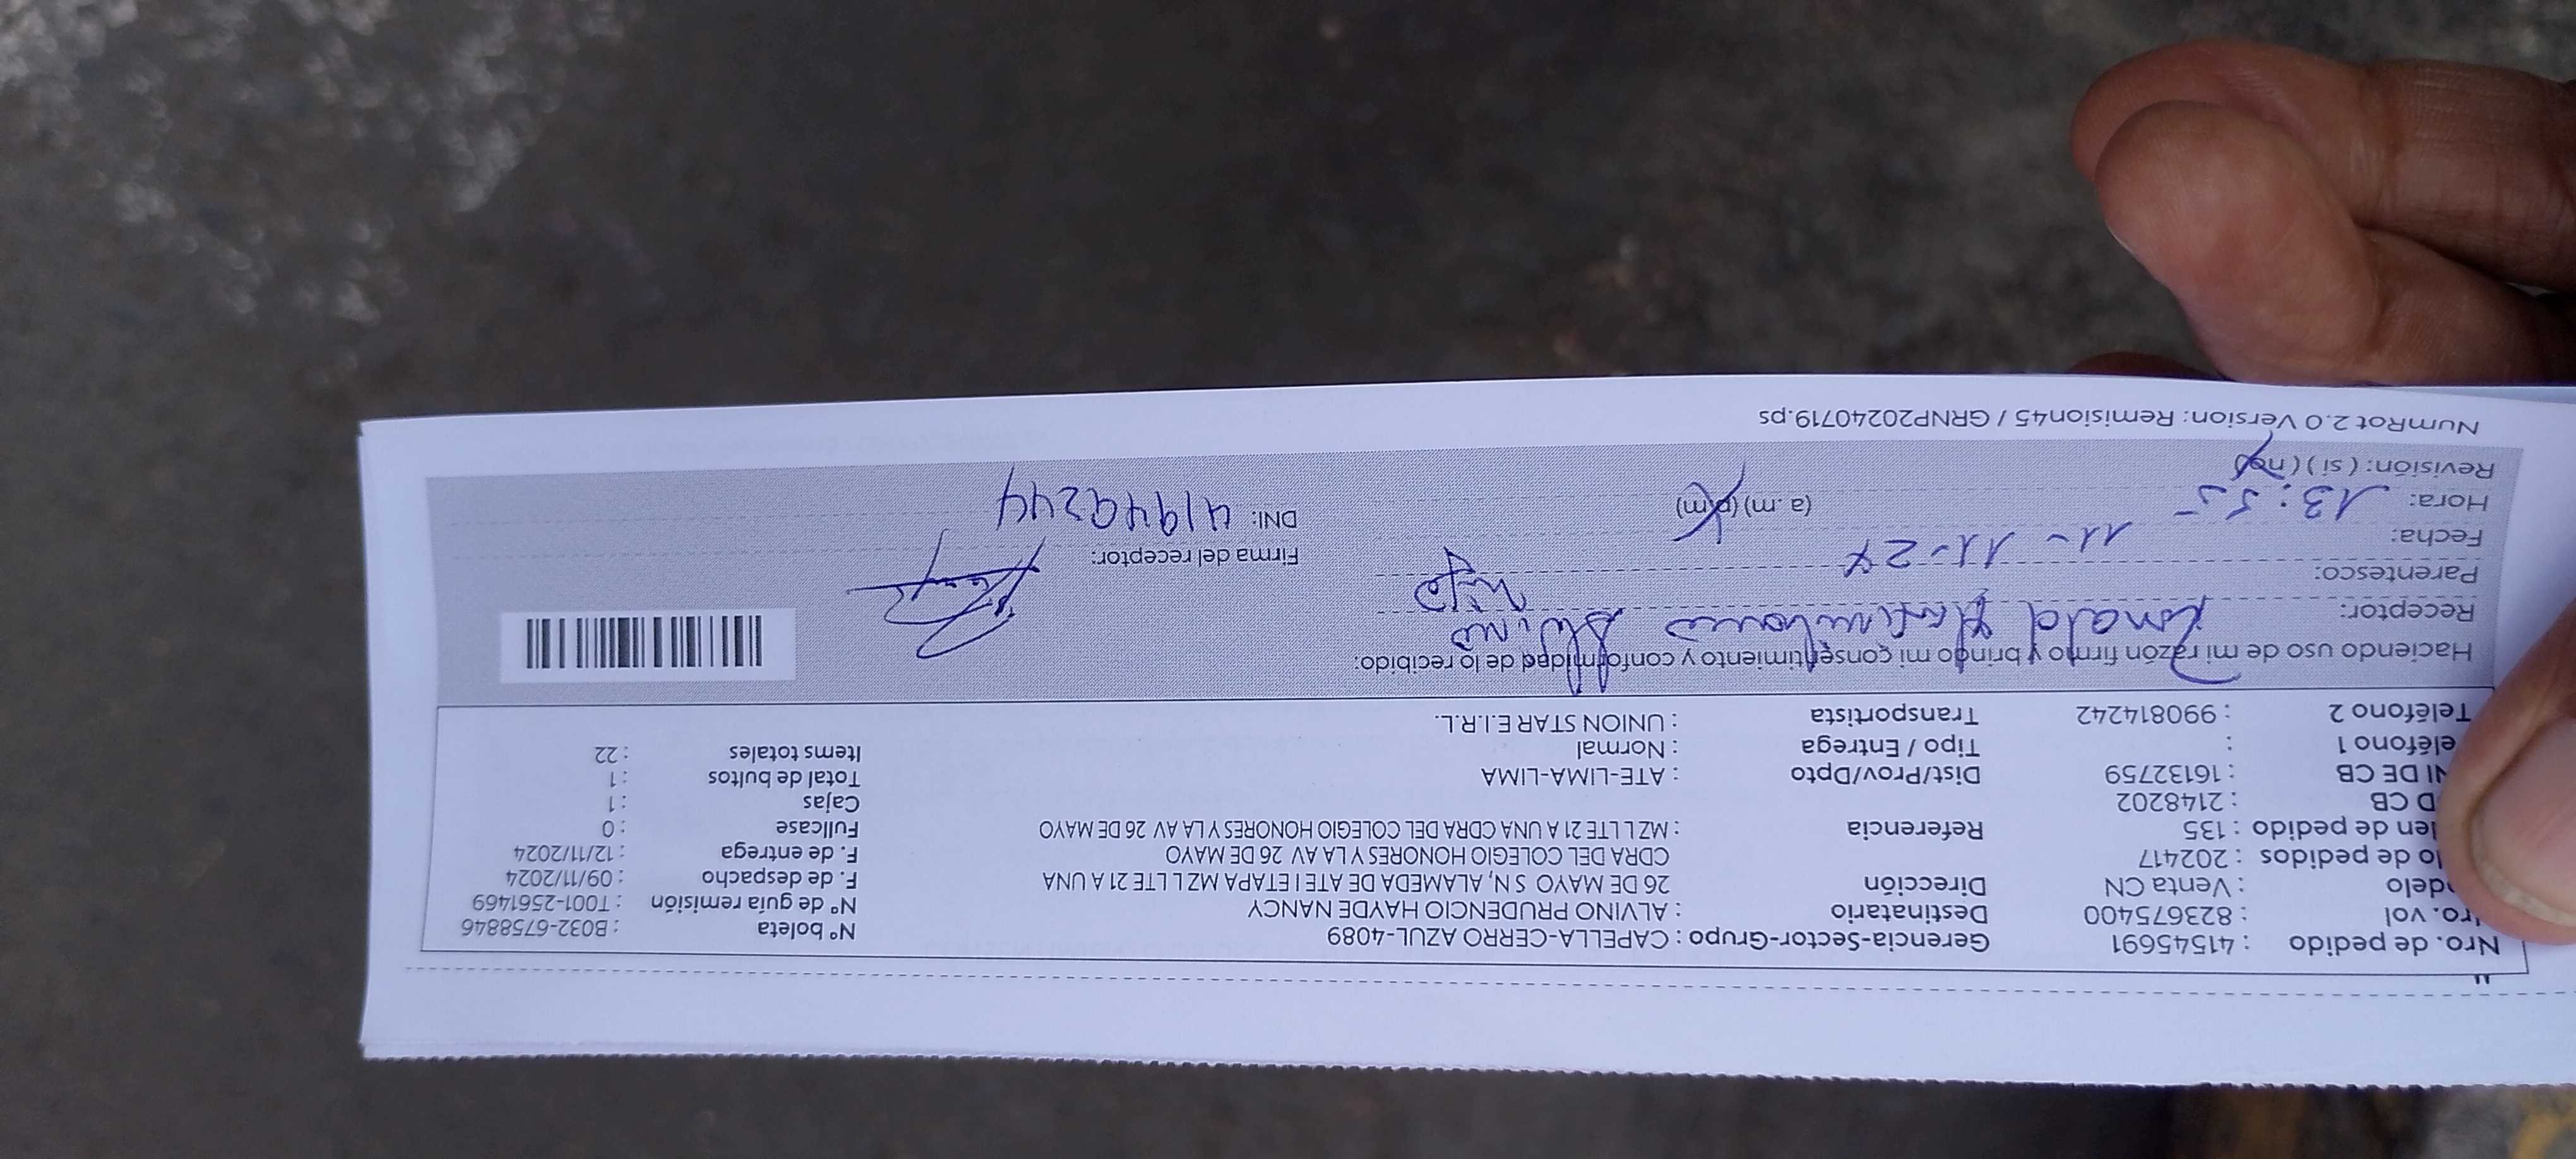 Nro. de pedido : 41545691 Gerencia-Sector-Grupo : CAPELLA-CERRO AZUL-4089 N° boleta : B032-6758846
ro. vol : 823675400 Destinatario : ALVINO PRUDENCIO HAYDE NANCY N° de guía remisión : T001-2561469
delo : Venta CN Dirección 26 DE MAYO S N, ALAMEDA DE ATE I ETAPA MZ L LTE 21 A UNA F. de despacho : 09/11/2024
lo de pedidos : 202417 CDRA DEL COLEGIO HONORES Y LA AV 26 DE MAYO F. de entrega : 12/11/2024
en de pedido : 135 Referencia : MZ L LTE 21 A UNA CDRA DEL COLEGIO HONORES Y LA AV 26 DE MAYO Fullcase : 0
D CB : 2148202 Cajas : 1
NI DE CB : 16132759 Dist/Prov/Dpto : ATE-LIMA-LIMA Total de bultos : 1
eléfono 1 : Tipo / Entrega : Normal Items totales : 22
Teléfono 2 : 990814242 Transportista : UNION STAR E.I.R.L.
Haciendo uso de mi razón firmo y brindo mi consentimiento y conformidad de lo recibido:
Receptor: Alvino
Parentesco: hijo
Fecha: 11-11-24 Firma del receptor:
Hora: 13:55 (a.m) (p.m) DNI: 41949244
Revisión: ( si ) ( no )
NumRot 2.0 Version: Remision45 / GRNP20240719.ps